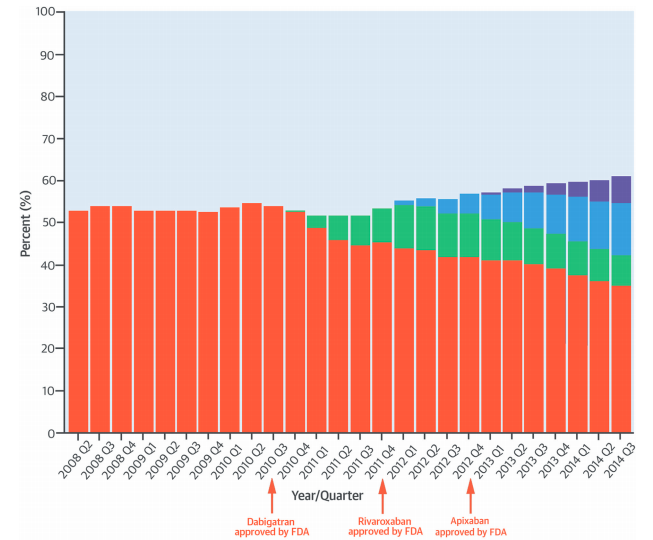 100
90
80
70
60
50
40
30
20
10
0
Percent (%)
2008 Q2
2008 Q3
2008 Q4
2009 Q1
2009 Q2
2009 Q3
2009 Q4
2010 Q1
2010 Q2
2010 Q3
2010 Q4
2011 Q1
2011 Q2
2011 Q3
2011 Q4
2012 Q1
2012 Q2
2012 Q3
2012 Q4
2013 Q1
2013 Q2
2013 Q3
2013 Q4
2014 Q1
2014 Q2
2014 Q3
Year/Quarter
Dabigatran
approved by FDA
Rivaroxaban
approved by FDA
Apixaban
approved by FDA